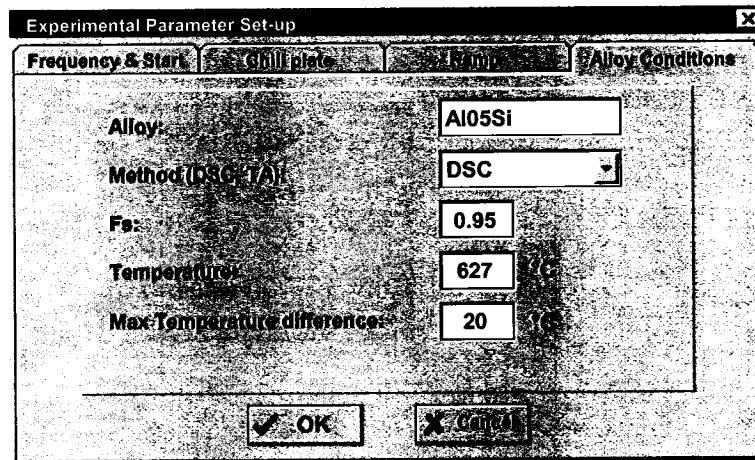 Experimental Parameter Set-up
Frequency & Start Chill plate Ramp Alloy Conditions
Alloy: Al05Si
Method (DSC, TA): DSC
Fs: 0.95
Temperature: 627 °C
Max Temperature difference: 20 °C
OK Cancel